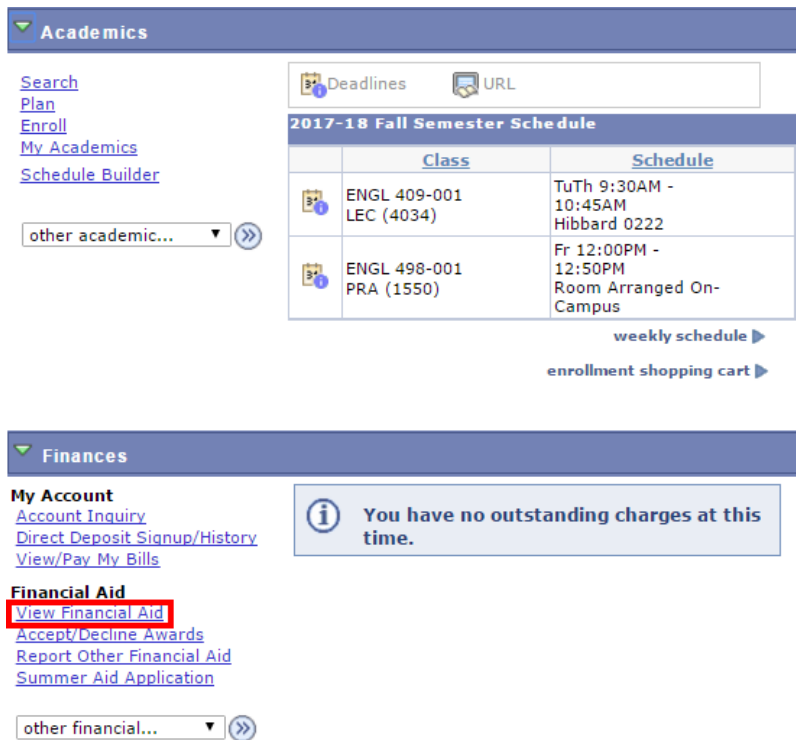 Academics
Search
Plan
Enroll
My Academics
Schedule Builder
other academic...
Deadlines
URL
2017-18 Fall Semester Schedule
Class
Schedule
ENGL 409-001
LEC (4034)
TuTh 9:30AM -
10:45AM
Hibbard 0222
ENGL 498-001
PRA (1550)
Fr 12:00PM -
12:50PM
Room Arranged On-
Campus
weekly schedule
enrollment shopping cart
Finances
My Account
Account Inquiry
Direct Deposit Signup/History
View/Pay My Bills
Financial Aid
View Financial Aid
Accept/Decline Awards
Report Other Financial Aid
Summer Aid Application
other financial...
You have no outstanding charges at this
time.